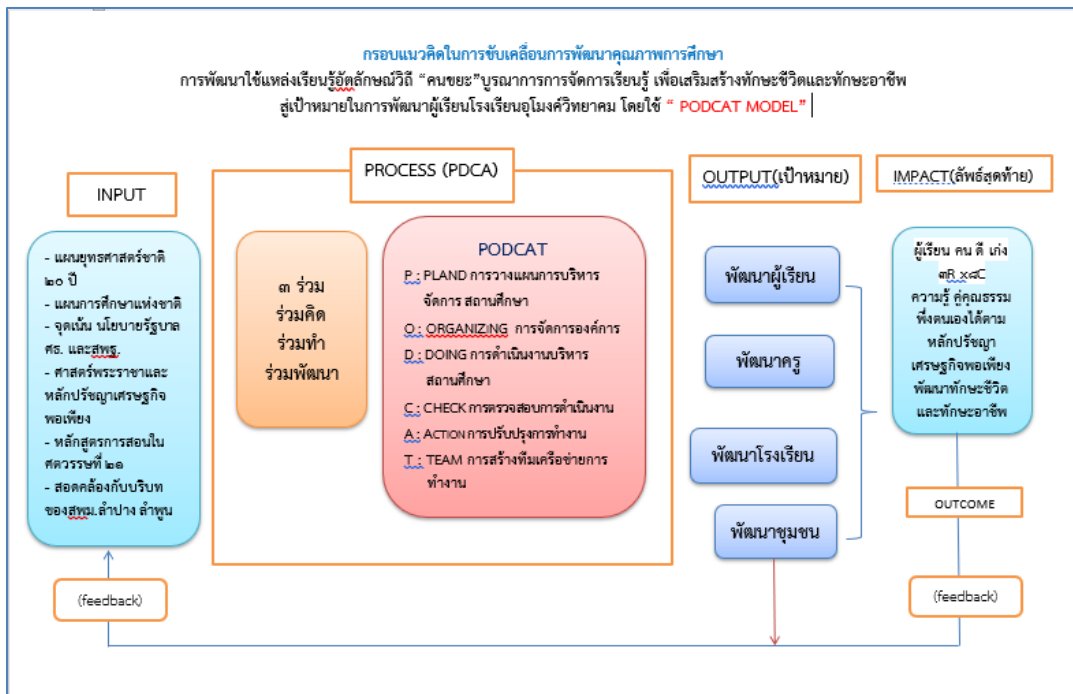 กรอบแนวคิดในการขับเคลื่อนการพัฒนาคุณภาพการศึกษา
การพัฒนาใช้แหล่งเรียนรู้อัตลักษณ์วิถี “คนขยะ”บูรณาการการจัดการเรียนรู้ เพื่อเสริมสร้างทักษะชีวิตและทักษะอาชีพ
สู่เป้าหมายในการพัฒนาผู้เรียนโรงเรียนอุโมงค์วิทยาคม โดยใช้ “ PODCAT MODEL”
INPUT
- แผนยุทธศาสตร์ชาติ
๒๐ ปี
- แผนการศึกษาแห่งชาติ
- จุดเน้น นโยบายรัฐบาล
ศธ. และสพฐ.
- ศาสตร์พระราชาและ
หลักปรัชญาเศรษฐกิจ
พอเพียง
- หลักสูตรการสอนใน
ศตวรรษที่ ๒๑
- สอดคล้องกับบริบท
ของสพม.ลำปาง ลำพูน
(feedback)
PROCESS (PDCA)
๓ ร่วม
ร่วมคิด
ร่วมทำ
ร่วมพัฒนา
PODCAT
P : PLAND การวางแผนการบริหาร
จัดการ สถานศึกษา
O : ORGANIZING การจัดการองค์การ
D : DOING การดำเนินงานบริหาร
สถานศึกษา
C : CHECK การตรวจสอบการดำเนินงาน
A : ACTION การปรับปรุงการทำงาน
T : TEAM การสร้างทีมเครือข่ายการ
ทำงาน
OUTPUT(เป้าหมาย)
พัฒนาผู้เรียน
พัฒนาครู
พัฒนาโรงเรียน
พัฒนาชุมชน
IMPACT(ลัพธ์สุดท้าย)
ผู้เรียน คน ดี เก่ง
๓R x๘C
ความรู้ คู่คุณธรรม
พึ่งตนเองได้ตาม
หลักปรัชญา
เศรษฐกิจพอเพียง
พัฒนาทักษะชีวิต
และทักษะอาชีพ
OUTCOME
(feedback)